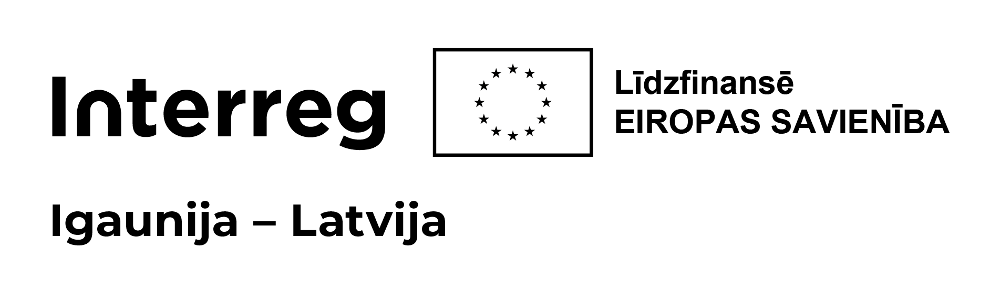 Interreg
Līdzfinansē
EIROPAS SAVIENĪBA
Igaunija – Latvija